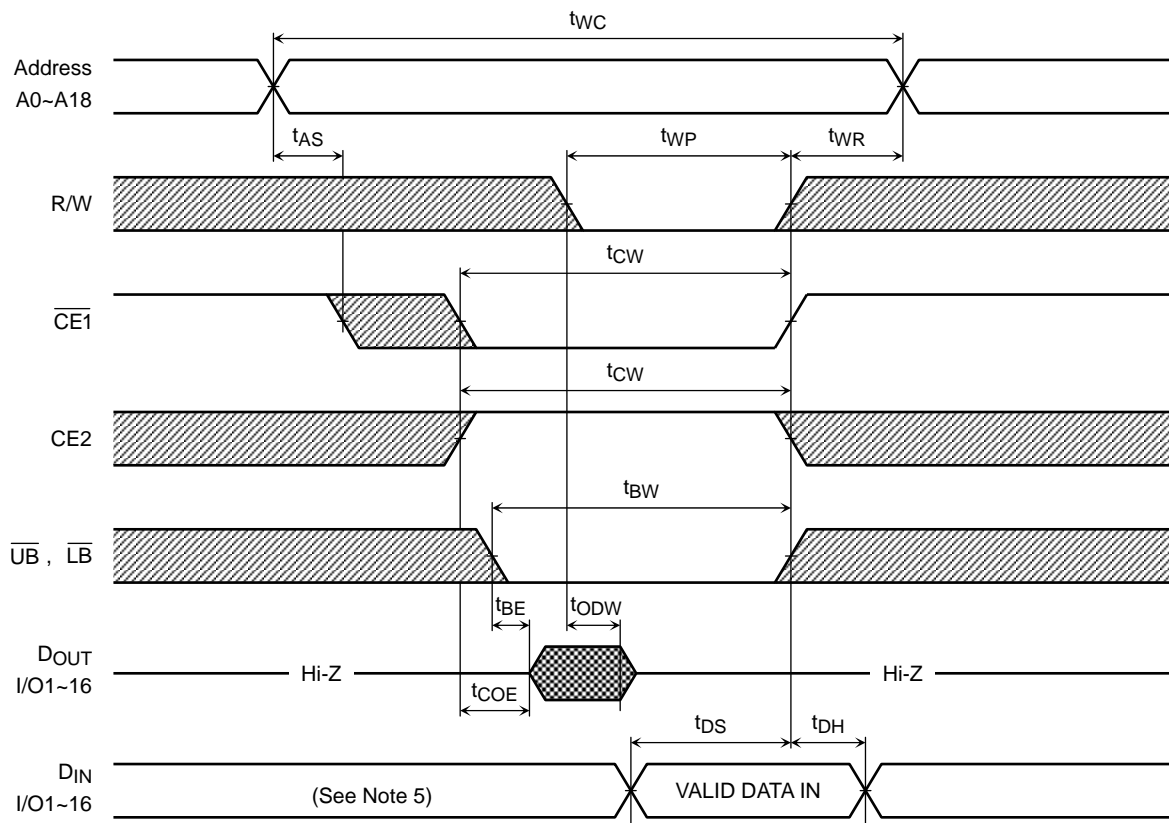 tWC
Address
A0~A18
tAS
tWP
tWR
R/W
tCW
CE1
tCW
CE2
tBW
UB , LB
tBE
tODW
DOUT
I/O1~16
Hi-Z
Hi-Z
tCOE
tDS
tDH
DIN
I/O1~16
(See Note 5)
VALID DATA IN